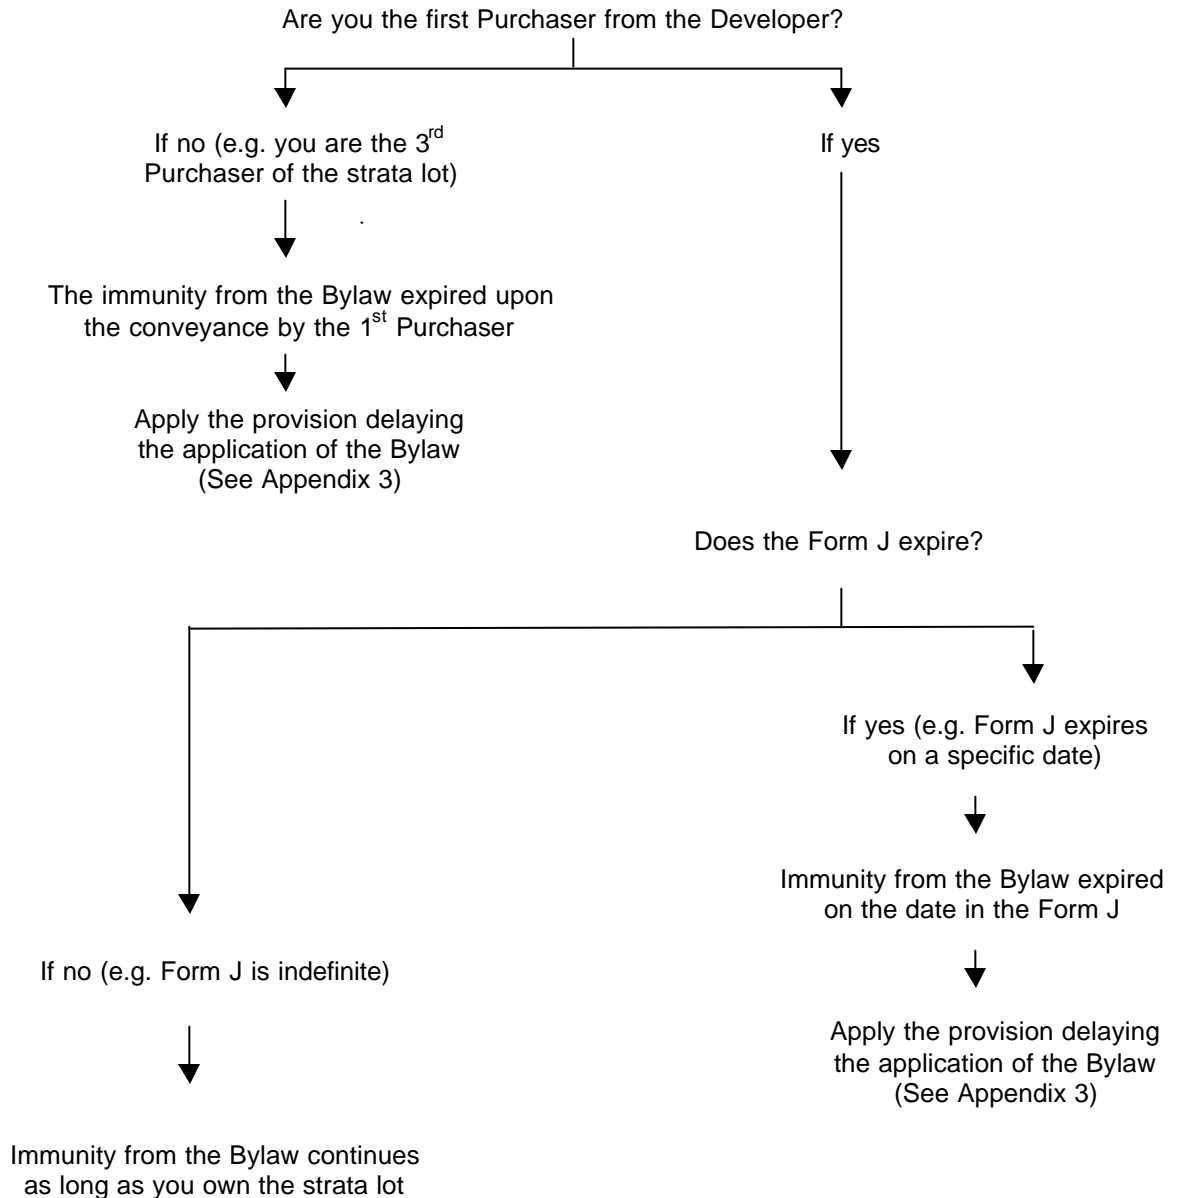 Are you the first Purchaser from the Developer?
If no (e.g. you are the 3rd
Purchaser of the strata lot)
If yes
The immunity from the Bylaw expired upon
the conveyance by the 1st Purchaser
Apply the provision delaying
the application of the Bylaw
(See Appendix 3)
Does the Form J expire?
If yes (e.g. Form J expires
on a specific date)
Immunity from the Bylaw expired
on the date in the Form J
If no (e.g. Form J is indefinite)
Apply the provision delaying
the application of the Bylaw
(See Appendix 3)
Immunity from the Bylaw continues
as long as you own the strata lot